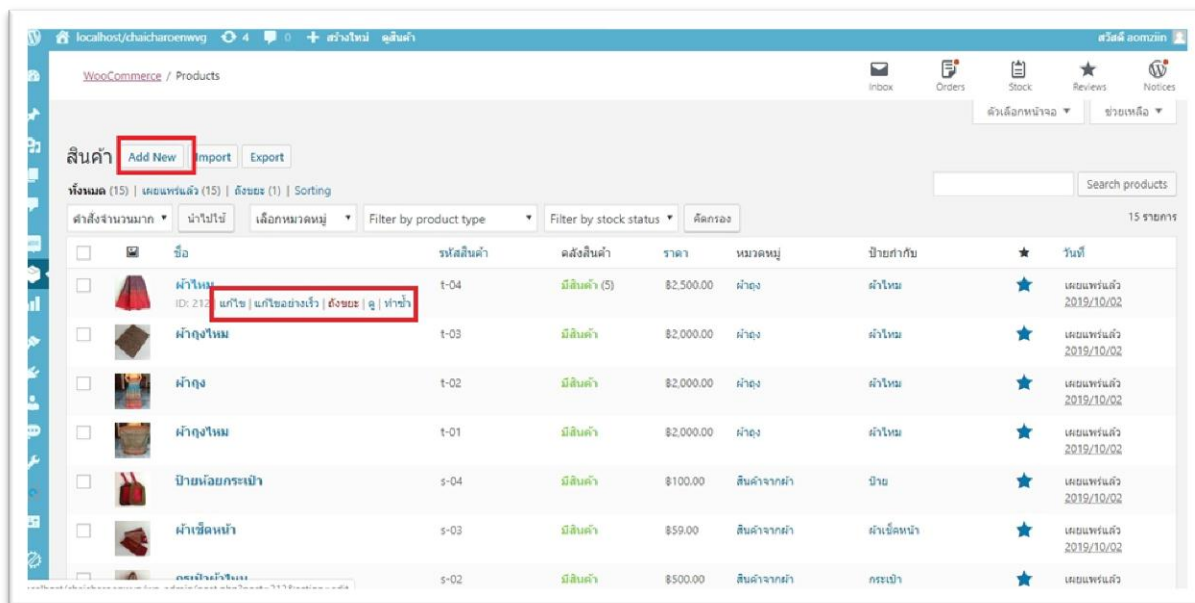 localhost/chaicharoenwvg 4 0 + สร้างใหม่ ดูสินค้า สวัสดี aomziin
WooCommerce / Products Inbox Orders Stock Reviews Notices
ตัวเลือกหน้าจอ ▼ ช่วยเหลือ ▼
สินค้า Add New Import Export
ทั้งหมด (15) | เผยแพร่แล้ว (15) | ถังขยะ (1) | Sorting Search products
คำสั่งจำนวนมาก นำไปใช้ เลือกหมวดหมู่ Filter by product type Filter by stock status คัดกรอง 15 รายการ
ชื่อ รหัสสินค้า คลังสินค้า ราคา หมวดหมู่ ป้ายกำกับ ★ วันที่
ผ้าไหม t-04 มีสินค้า (5) ฿2,500.00 ผ้าถุง ผ้าไหม ★ เผยแพร่แล้ว
ID: 212 แก้ไข | แก้ไขอย่างเร็ว | ถังขยะ | ดู | ทำซ้ำ 2019/10/02
ผ้าถุงไหม t-03 มีสินค้า ฿2,000.00 ผ้าถุง ผ้าไหม ★ เผยแพร่แล้ว
2019/10/02
ผ้าถุง t-02 มีสินค้า ฿2,000.00 ผ้าถุง ผ้าไหม ★ เผยแพร่แล้ว
2019/10/02
ผ้าถุงไหม t-01 มีสินค้า ฿2,000.00 ผ้าถุง ผ้าไหม ★ เผยแพร่แล้ว
2019/10/02
ป้ายห้อยกระเป๋า s-04 มีสินค้า ฿100.00 สินค้าจากผ้า ป้าย ★ เผยแพร่แล้ว
2019/10/02
ผ้าเช็ดหน้า s-03 มีสินค้า ฿59.00 สินค้าจากผ้า ผ้าเช็ดหน้า ★ เผยแพร่แล้ว
2019/10/02
กระเป๋าผ้าไหม s-02 มีสินค้า ฿500.00 สินค้าจากผ้า กระเป๋า ★ เผยแพร่แล้ว